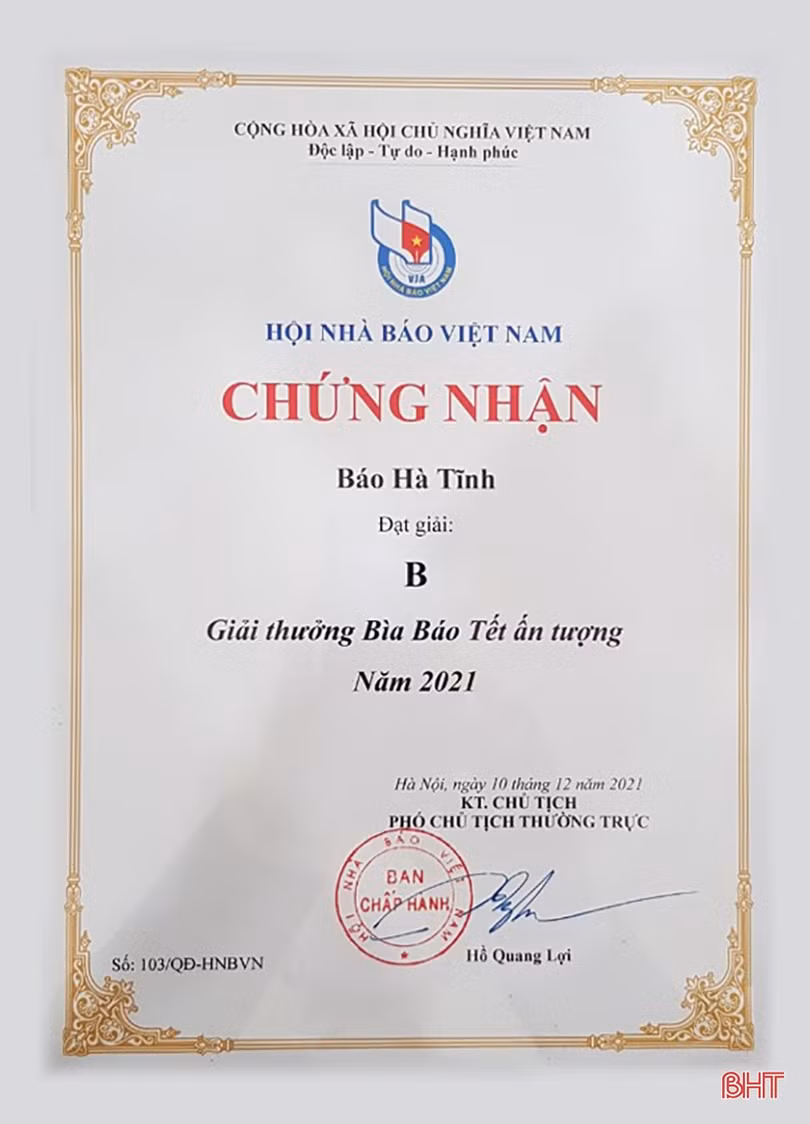 CỘNG HÒA XÃ HỘI CHỦ NGHĨA VIỆT NAM
Độc lập - Tự do - Hạnh phúc
VJA
HỘI NHÀ BÁO VIỆT NAM
HỘI NHÀ BÁO VIỆT NAM
CHỨNG NHẬN
Báo Hà Tĩnh
Đạt giải:
B
Giải thưởng Bìa Báo Tết ấn tượng
Năm 2021
Hà Nội, ngày 10 tháng 12 năm 2021
KT. CHỦ TỊCH
PHÓ CHỦ TỊCH THƯỜNG TRỰC
HỘI NHÀ BÁO VIỆT NAM
BAN
CHẤP HÀNH
Hồ Quang Lợi
Số: 103/QĐ-HNBVN
BHT